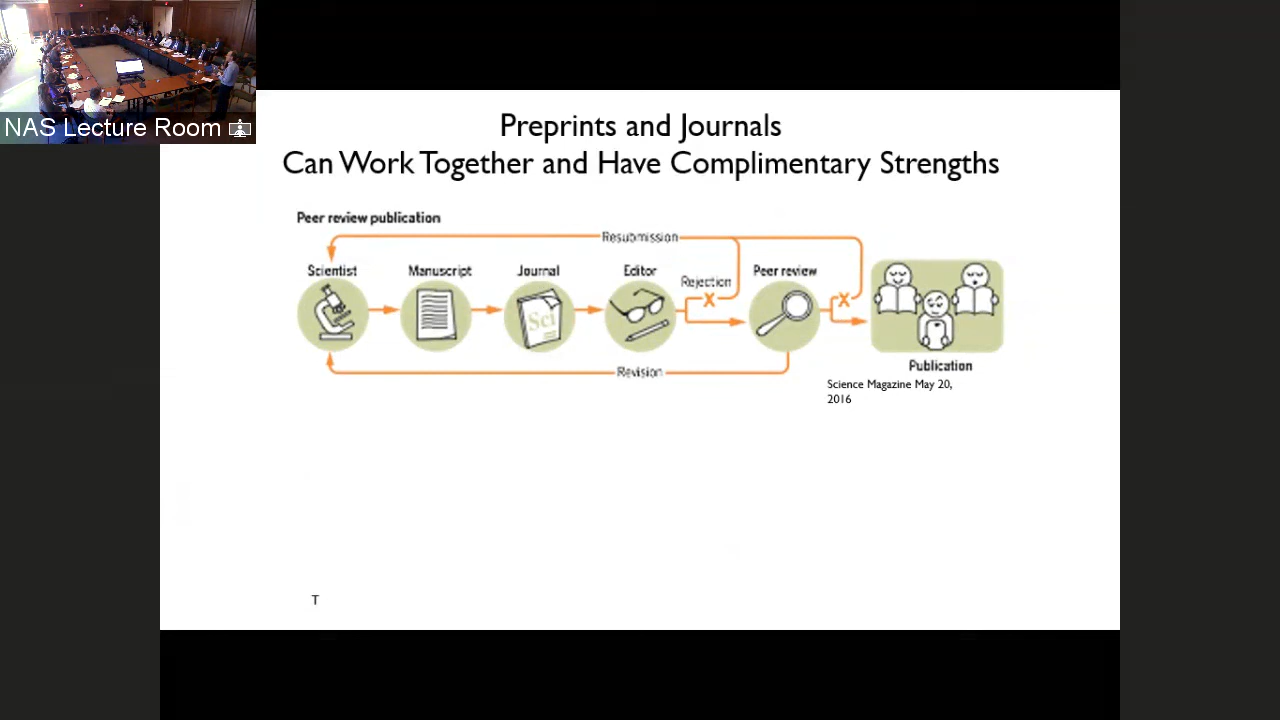 NAS Lecture Room
Preprints and Journals
Can Work Together and Have Complimentary Strengths
Peer review publication
Resubmission
Scientist
Manuscript
Journal
Editor
Rejection
Peer review
X
X
Sci
Publication
Revision
Science Magazine May 20,
2016
T